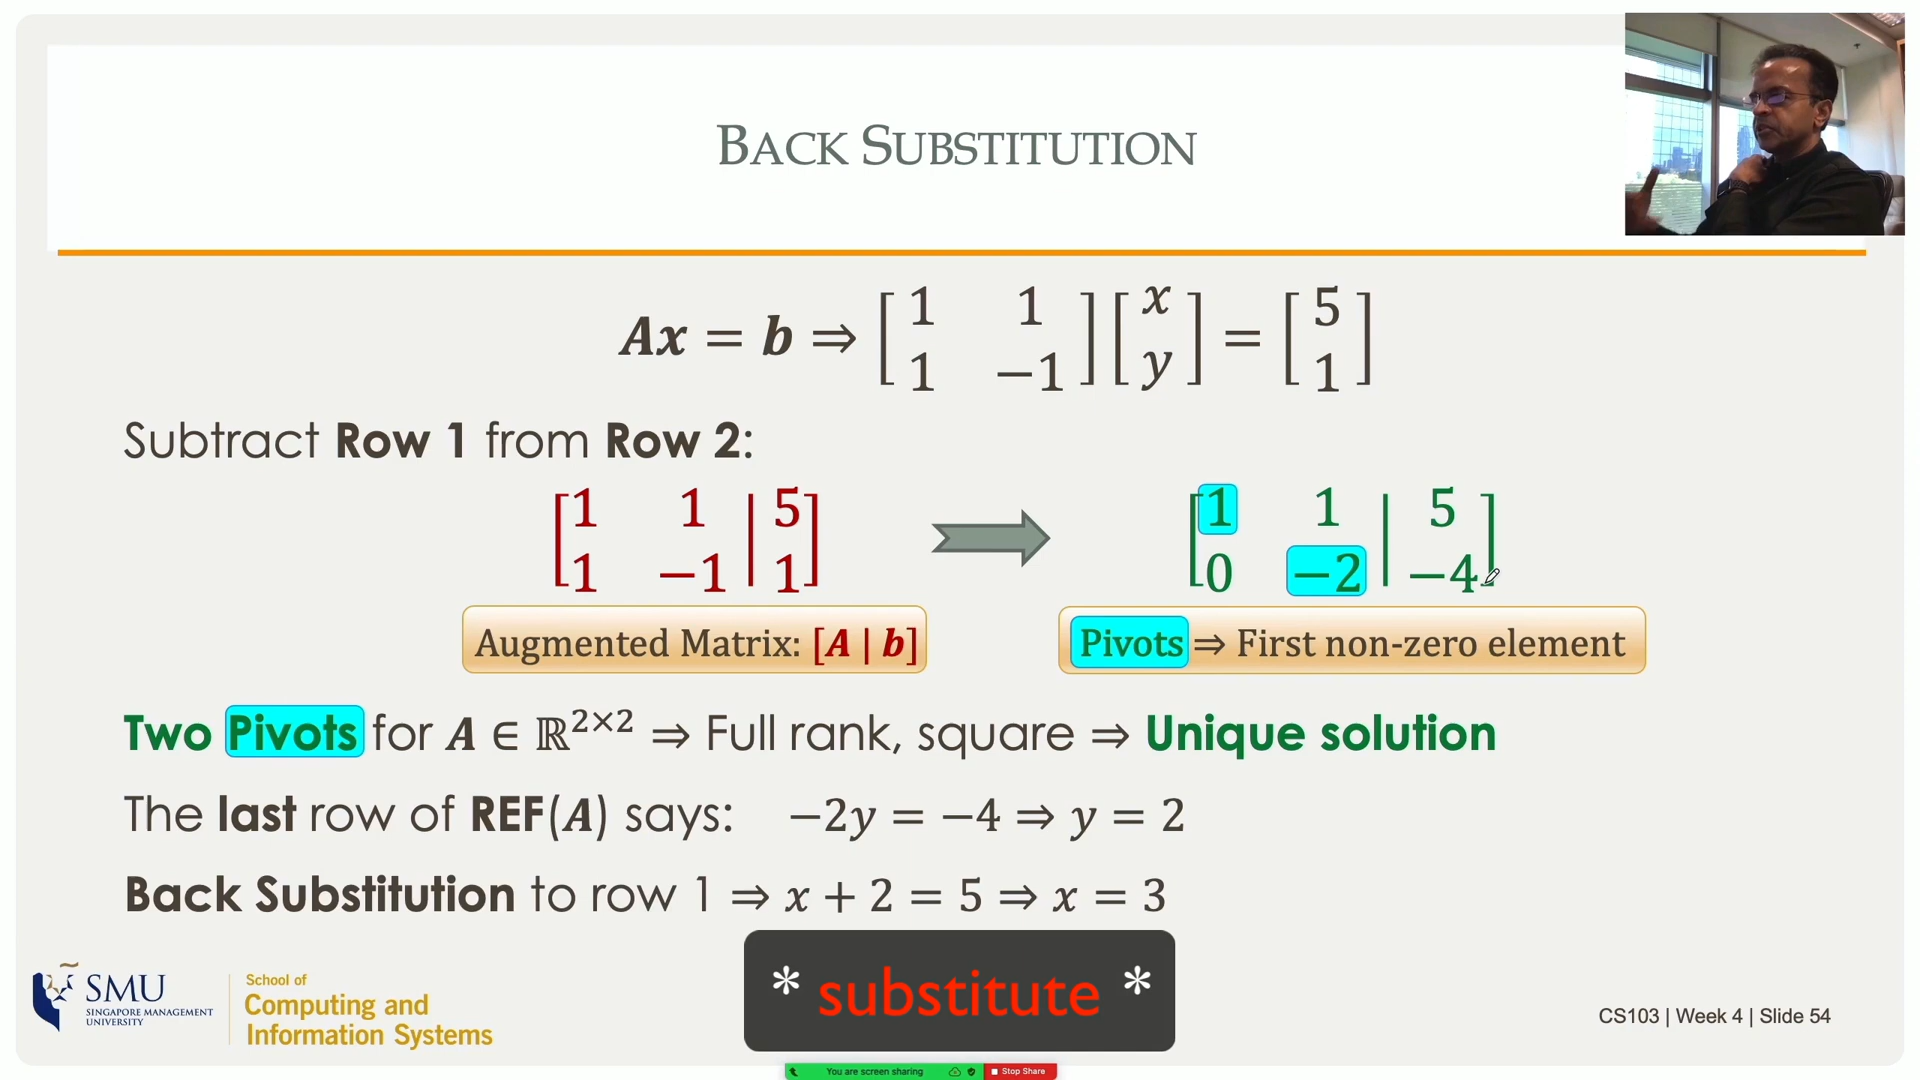 BACK SUBSTITUTION
Ax = b ⇒ [1 1; 1 −1] [x; y] = [5; 1]
Subtract Row 1 from Row 2:
[1 1 | 5; 1 −1 | 1] [1 1 | 5; 0 −2 | −4]
Augmented Matrix: [A | b] Pivots ⇒ First non-zero element
Two Pivots for A ∈ ℝ^{2×2} ⇒ Full rank, square ⇒ Unique solution
The last row of REF(A) says: −2y = −4 ⇒ y = 2
Back Substitution to row 1 ⇒ x + 2 = 5 ⇒ x = 3
* substitute *
SMU
SINGAPORE MANAGEMENT
UNIVERSITY
School of
Computing and
Information Systems
CS103 | Week 4 | Slide 54
You are screen sharing Stop Share